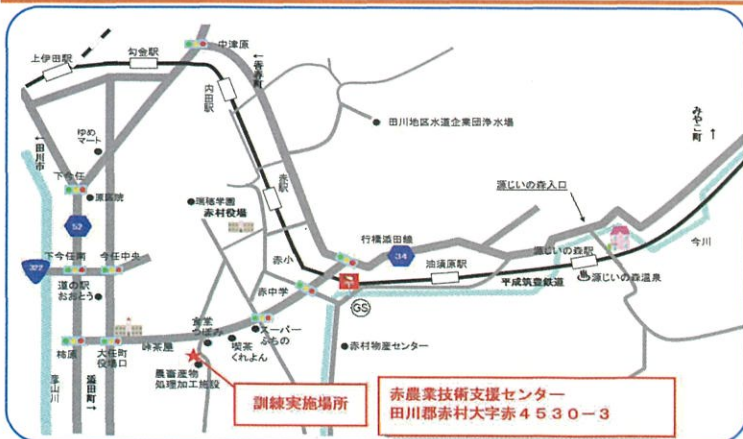 上伊田駅
勾金駅
中津原
←香春町
内田駅
田川地区水道企業団浄水場
みやこ町→
ゆめ
マート
←田川市
下今任
原医院
瑞穂学園
赤村役場
赤駅
源じいの森入口
52
行橋添田線
34
今川
下今任南
今任中央
322
道の駅
おおとう
赤小
油須原駅
源じいの森駅
平成筑豊鉄道
源じいの森温泉
赤中学
GS
食堂
つぼみ
スーパー
ふちの
柿原
大任町
役場口
峠茶屋
喫茶
くれよん
赤村物産センター
農畜産物
処理加工施設
彦山川
添田町→
訓練実施場所
赤農業技術支援センター
田川郡赤村大字赤4530-3